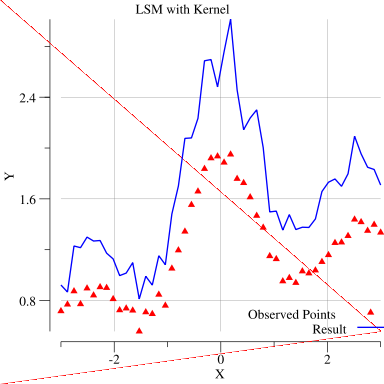 LSM with Kernel
2.4
Y
1.6
0.8
Observed Points
Result
-2
0
2
X